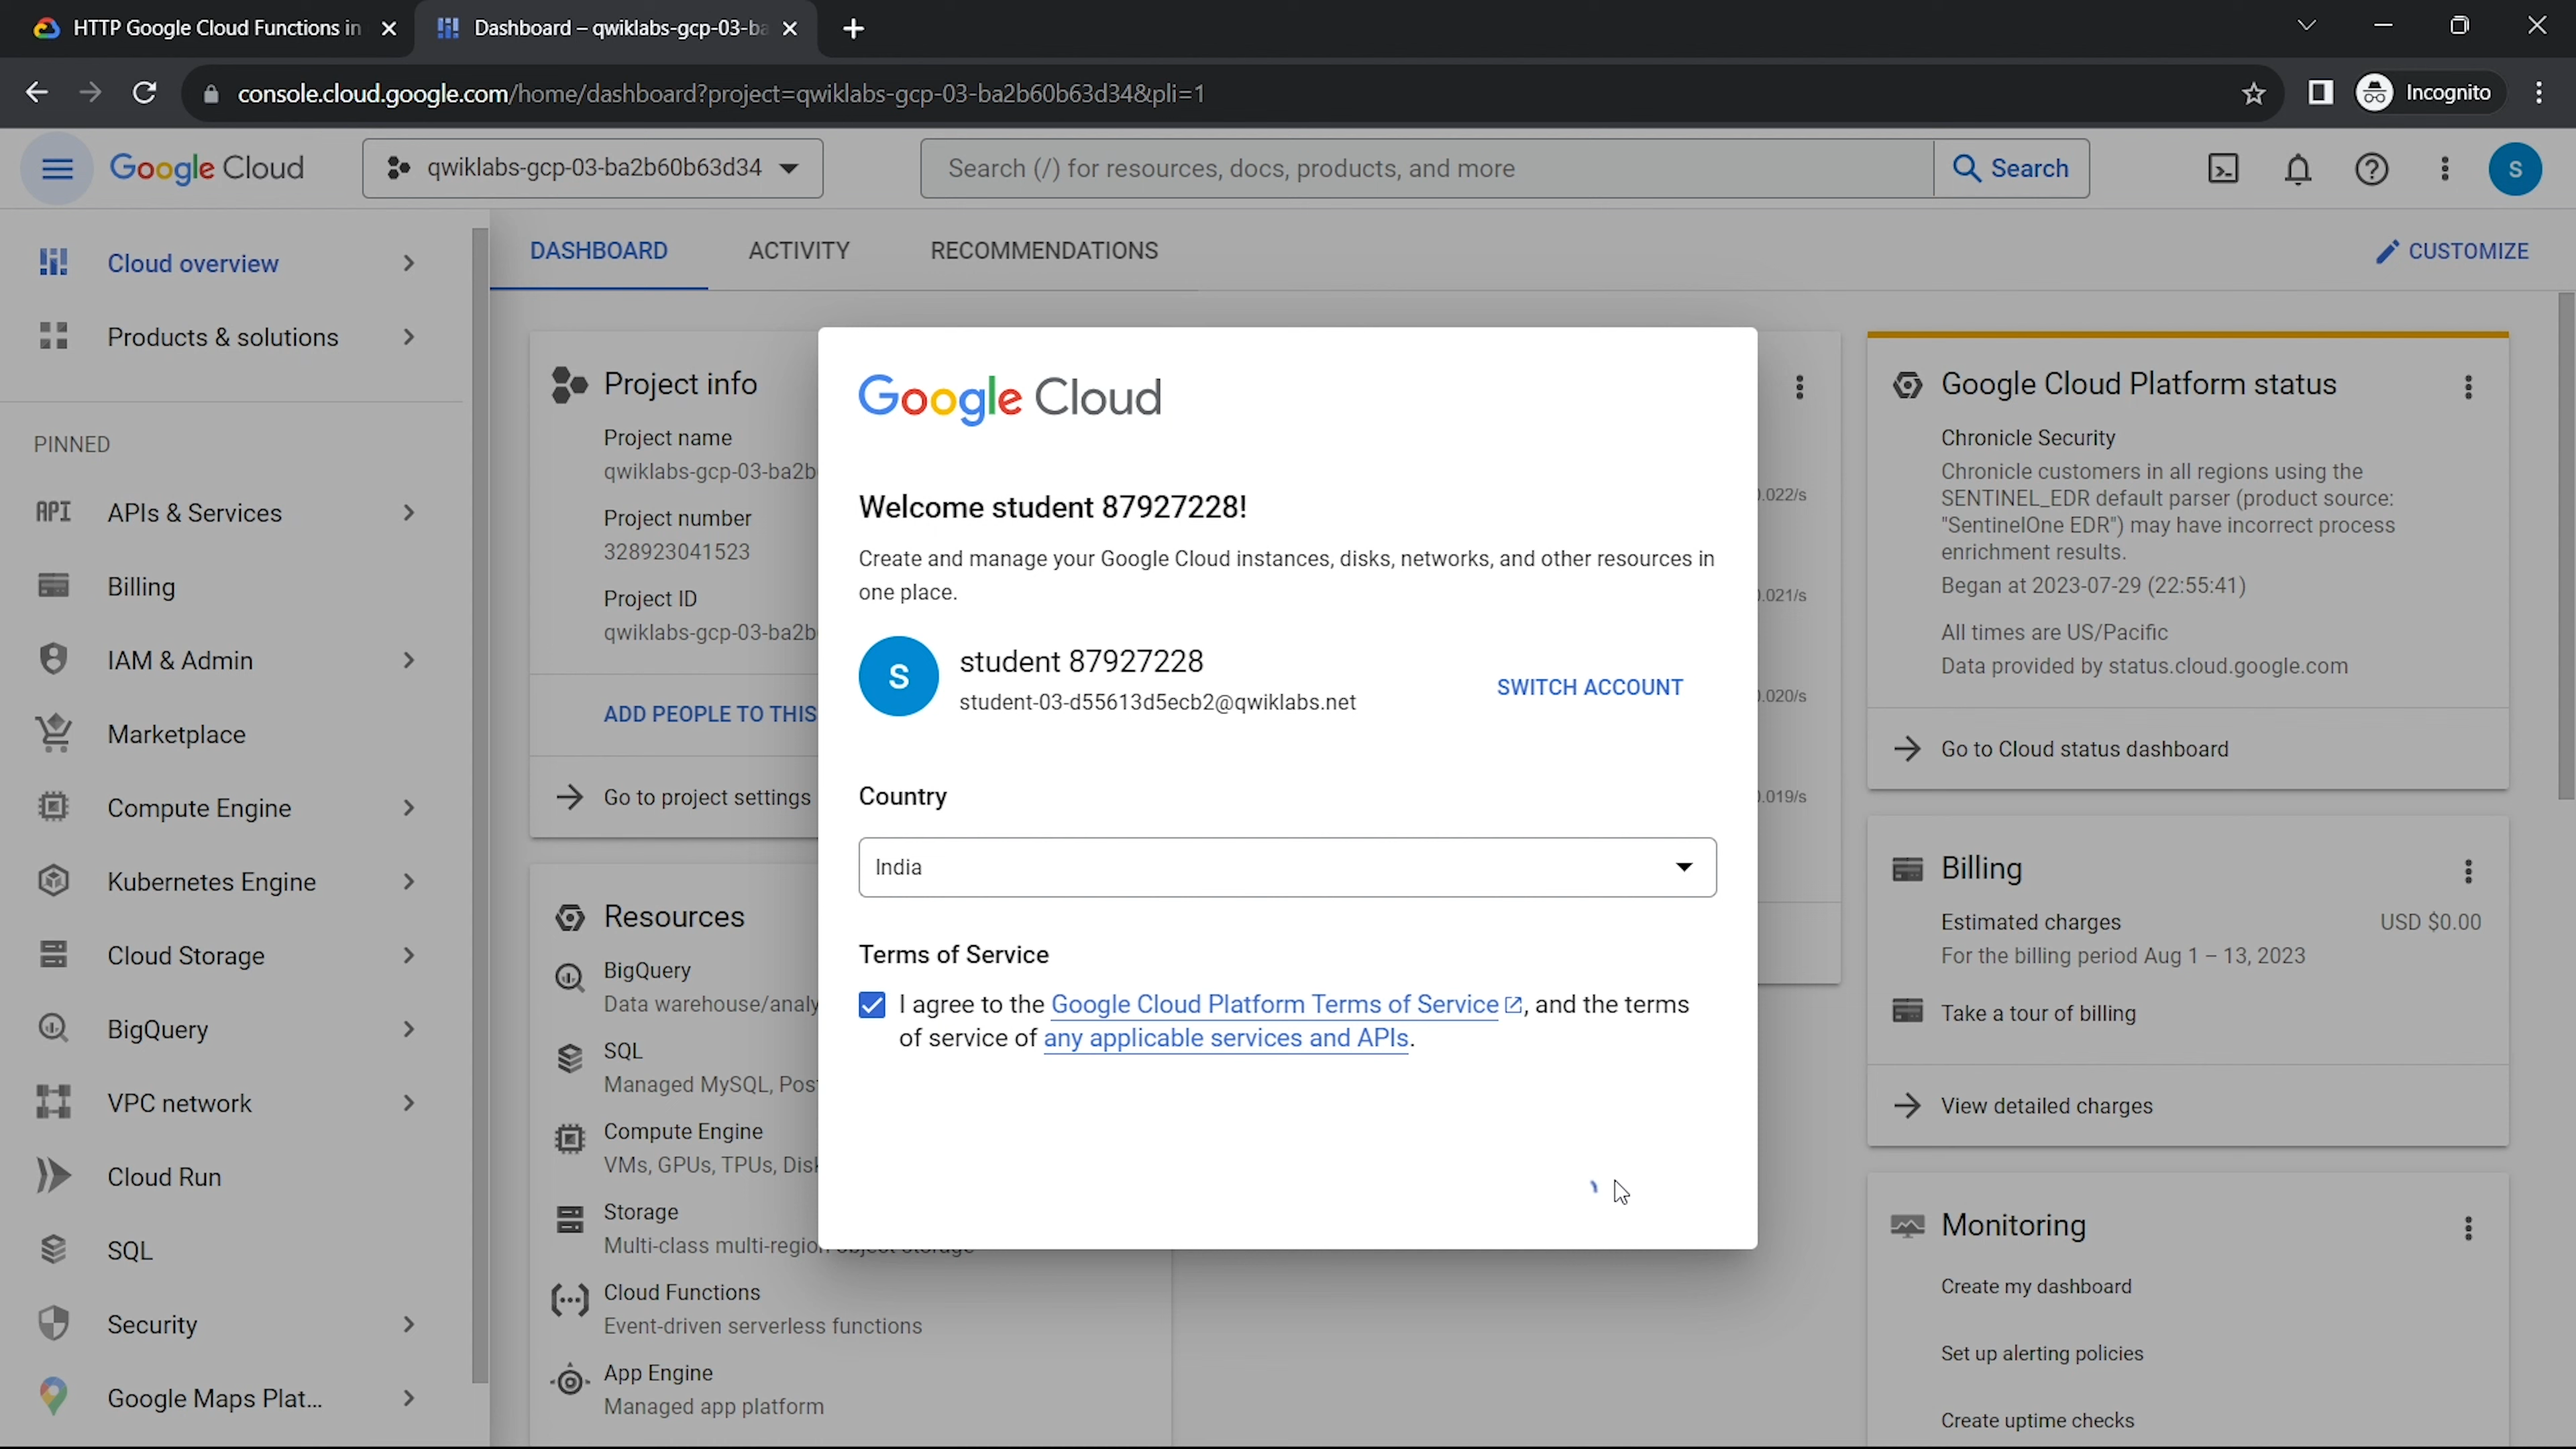 HTTP Google Cloud Functions in
Dashboard – qwiklabs-gcp-03-ba
console.cloud.google.com/home/dashboard?project=qwiklabs-gcp-03-ba2b60b63d34&pli=1
Incognito
Google Cloud
qwiklabs-gcp-03-ba2b60b63d34
Search (/) for resources, docs, products, and more
Search
S
Cloud overview
Products & solutions
PINNED
API APIs & Services
Billing
IAM & Admin
Marketplace
Compute Engine
Kubernetes Engine
Cloud Storage
BigQuery
VPC network
Cloud Run
SQL
Security
Google Maps Plat...
DASHBOARD
ACTIVITY
RECOMMENDATIONS
CUSTOMIZE
Project info
Project name
qwiklabs-gcp-03-ba2b
Project number
328923041523
Project ID
qwiklabs-gcp-03-ba2b
ADD PEOPLE TO THIS
Go to project settings
Resources
BigQuery
Data warehouse/analy
SQL
Managed MySQL, Post
Compute Engine
VMs, GPUs, TPUs, Disk
Storage
Multi-class multi-region object storage
Cloud Functions
Event-driven serverless functions
App Engine
Managed app platform
Google Cloud
Welcome student 87927228!
Create and manage your Google Cloud instances, disks, networks, and other resources in
one place.
S
student 87927228
student-03-d55613d5ecb2@qwiklabs.net
SWITCH ACCOUNT
Country
India
Terms of Service
I agree to the Google Cloud Platform Terms of Service, and the terms
of service of any applicable services and APIs.
0.022/s
0.021/s
0.020/s
0.019/s
Google Cloud Platform status
Chronicle Security
Chronicle customers in all regions using the
SENTINEL_EDR default parser (product source:
"SentinelOne EDR") may have incorrect process
enrichment results.
Began at 2023-07-29 (22:55:41)
All times are US/Pacific
Data provided by status.cloud.google.com
Go to Cloud status dashboard
Billing
Estimated charges
USD $0.00
For the billing period Aug 1 – 13, 2023
Take a tour of billing
View detailed charges
Monitoring
Create my dashboard
Set up alerting policies
Create uptime checks